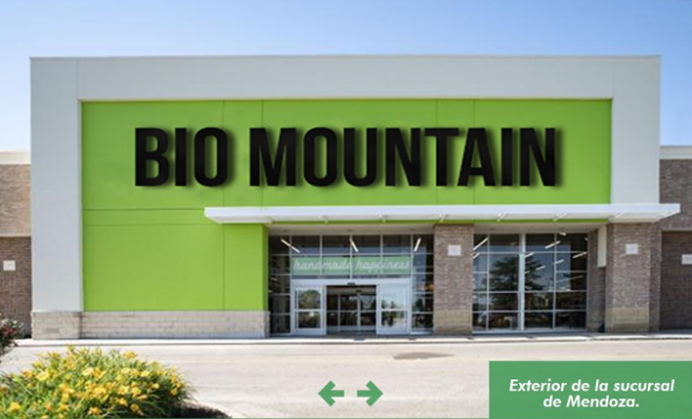 BIO MOUNTAIN
handmade happiness
Exterior de la sucursal
de Mendoza.